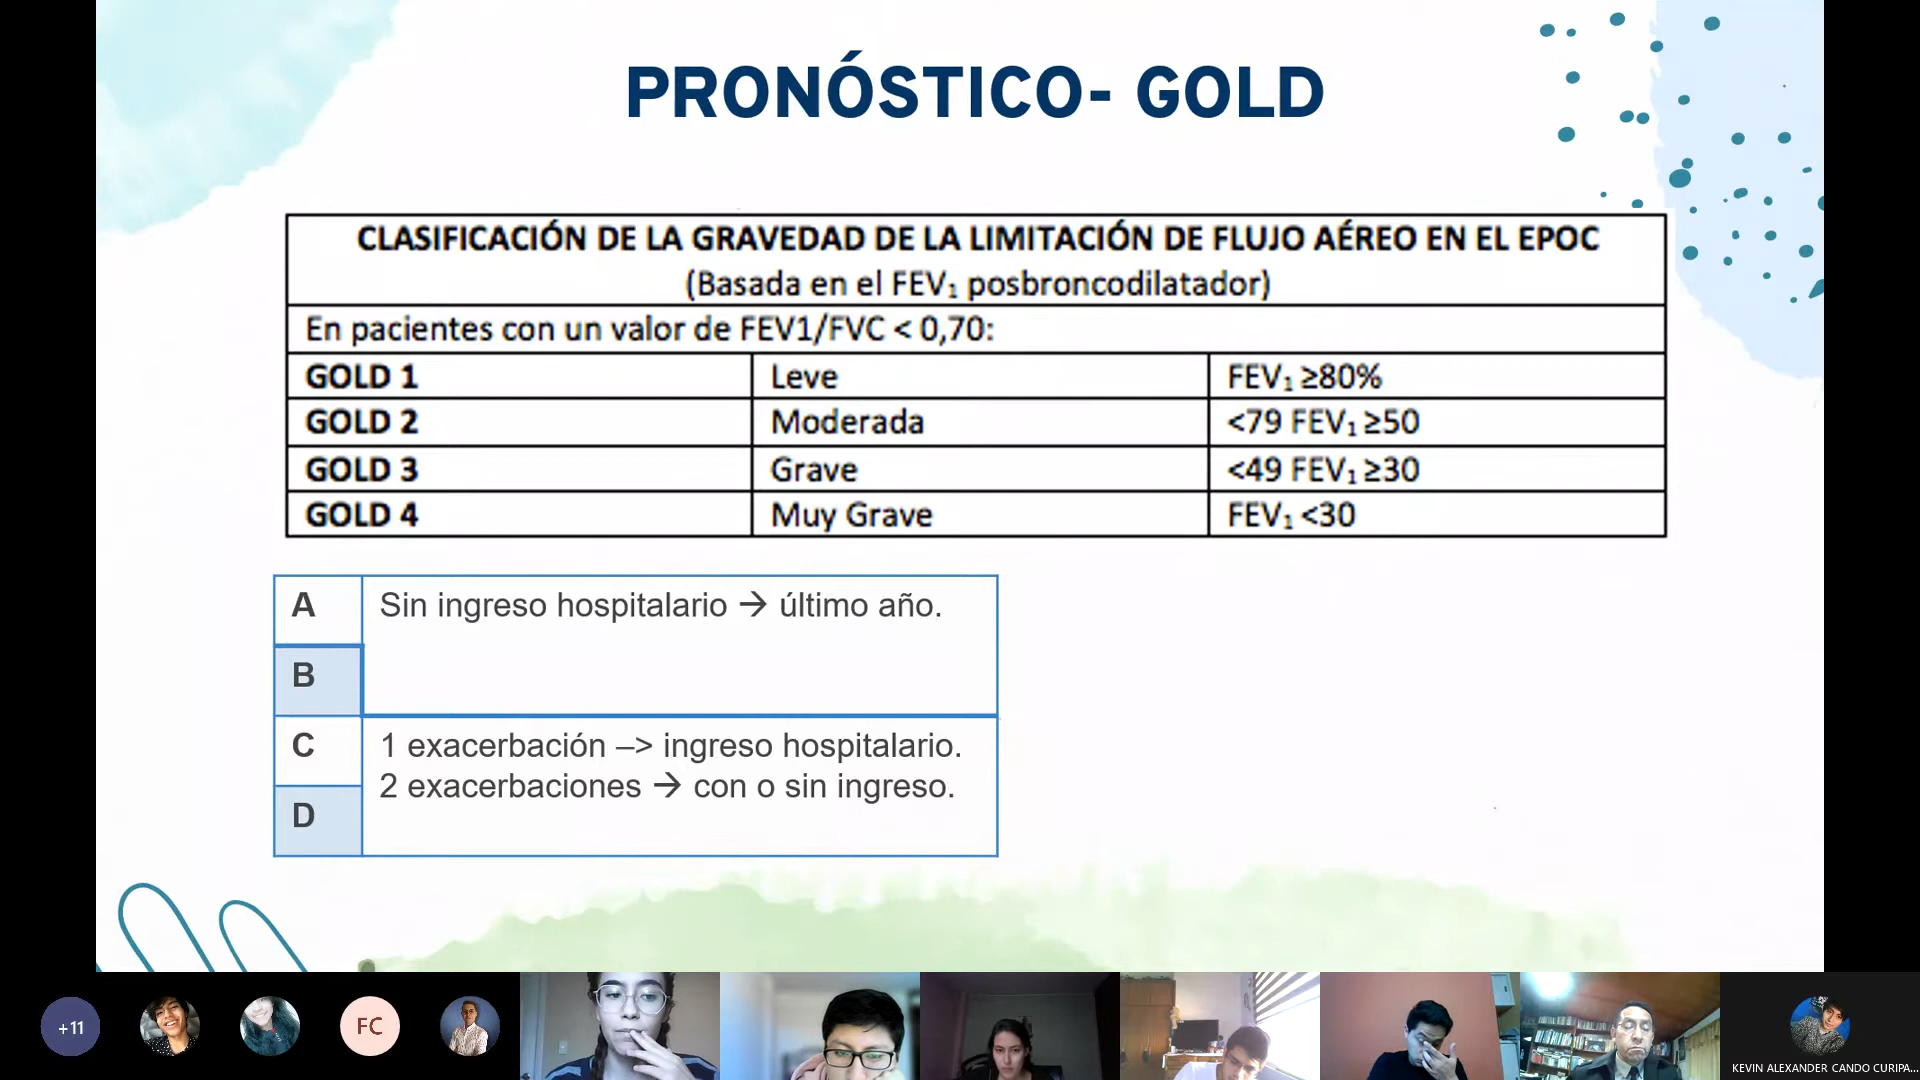 PRONÓSTICO- GOLD
CLASIFICACIÓN DE LA GRAVEDAD DE LA LIMITACIÓN DE FLUJO AÉREO EN EL EPOC
(Basada en el FEV₁ posbroncodilatador)
En pacientes con un valor de FEV1/FVC < 0,70:
GOLD 1 Leve FEV₁ ≥80%
GOLD 2 Moderada <79 FEV₁ ≥50
GOLD 3 Grave <49 FEV₁ ≥30
GOLD 4 Muy Grave FEV₁ <30
A Sin ingreso hospitalario → último año.
B
C 1 exacerbación –> ingreso hospitalario.
2 exacerbaciones → con o sin ingreso.
D
+11
FC
KEVIN ALEXANDER CANDO CURIPA...